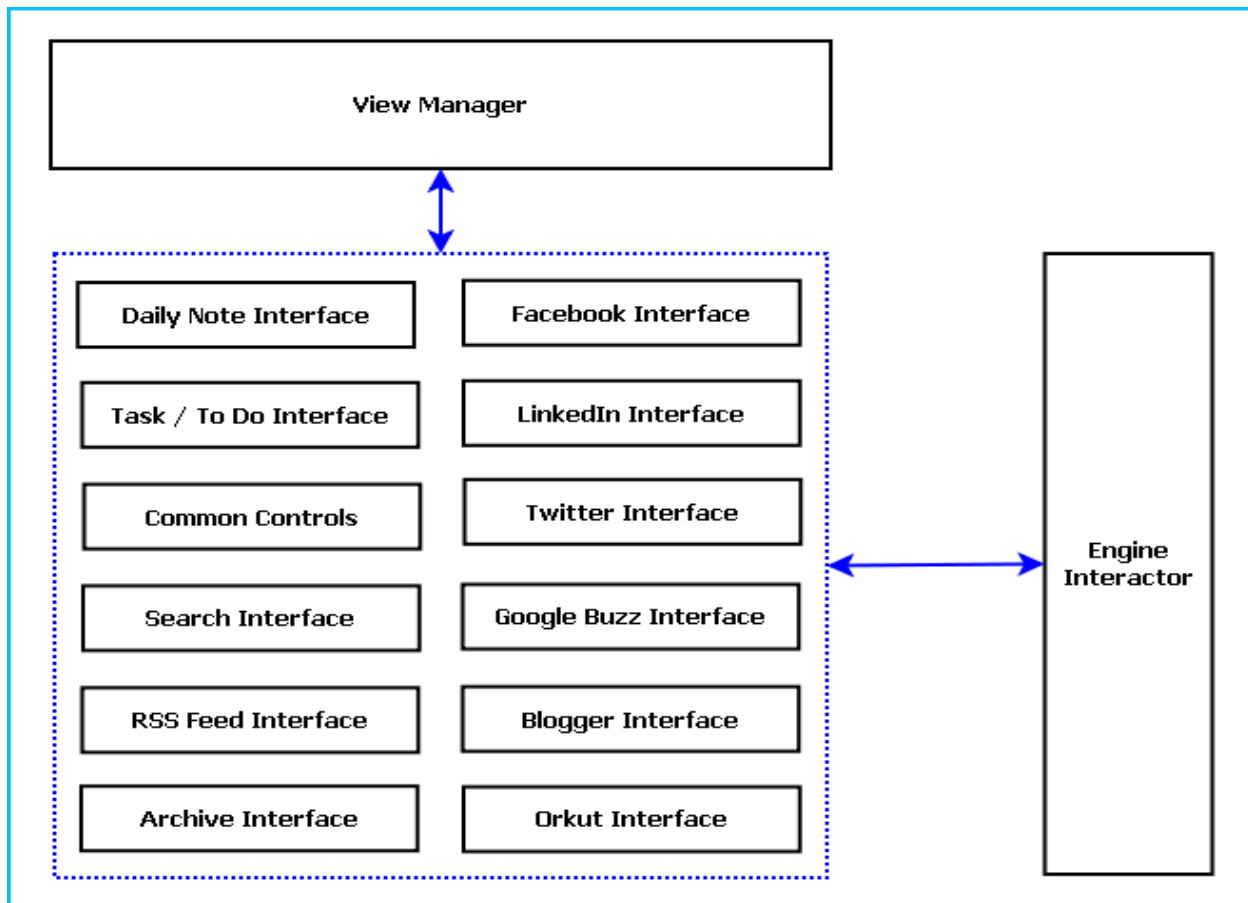 View Manager
Daily Note Interface
Facebook Interface
Task / To Do Interface
LinkedIn Interface
Common Controls
Twitter Interface
Engine
Interactor
Search Interface
Google Buzz Interface
RSS Feed Interface
Blogger Interface
Archive Interface
Orkut Interface